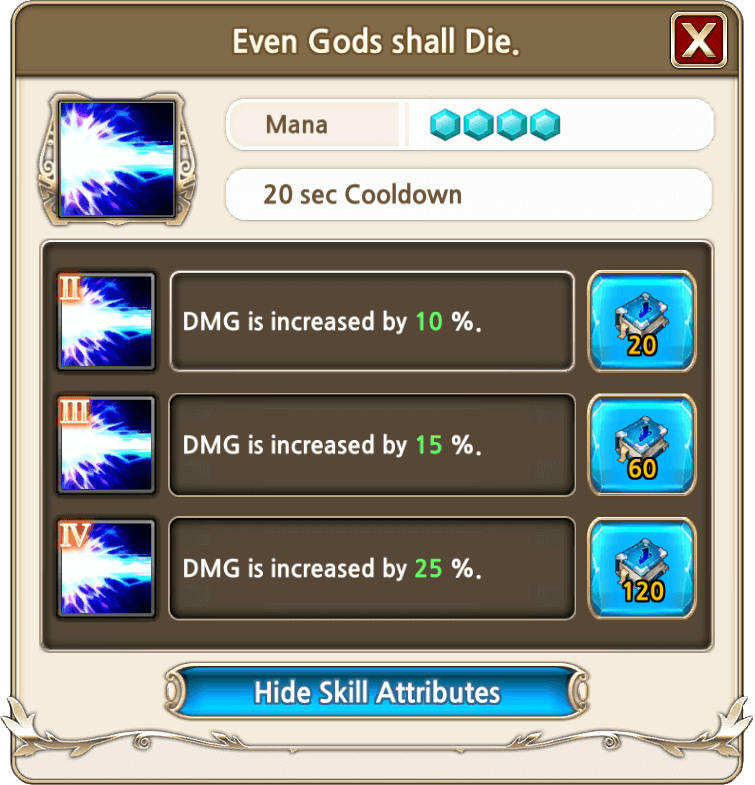 Even Gods shall Die.
X
Mana
20 sec Cooldown
II
DMG is increased by 10 %.
20
III
DMG is increased by 15 %.
60
IV
DMG is increased by 25 %.
120
Hide Skill Attributes